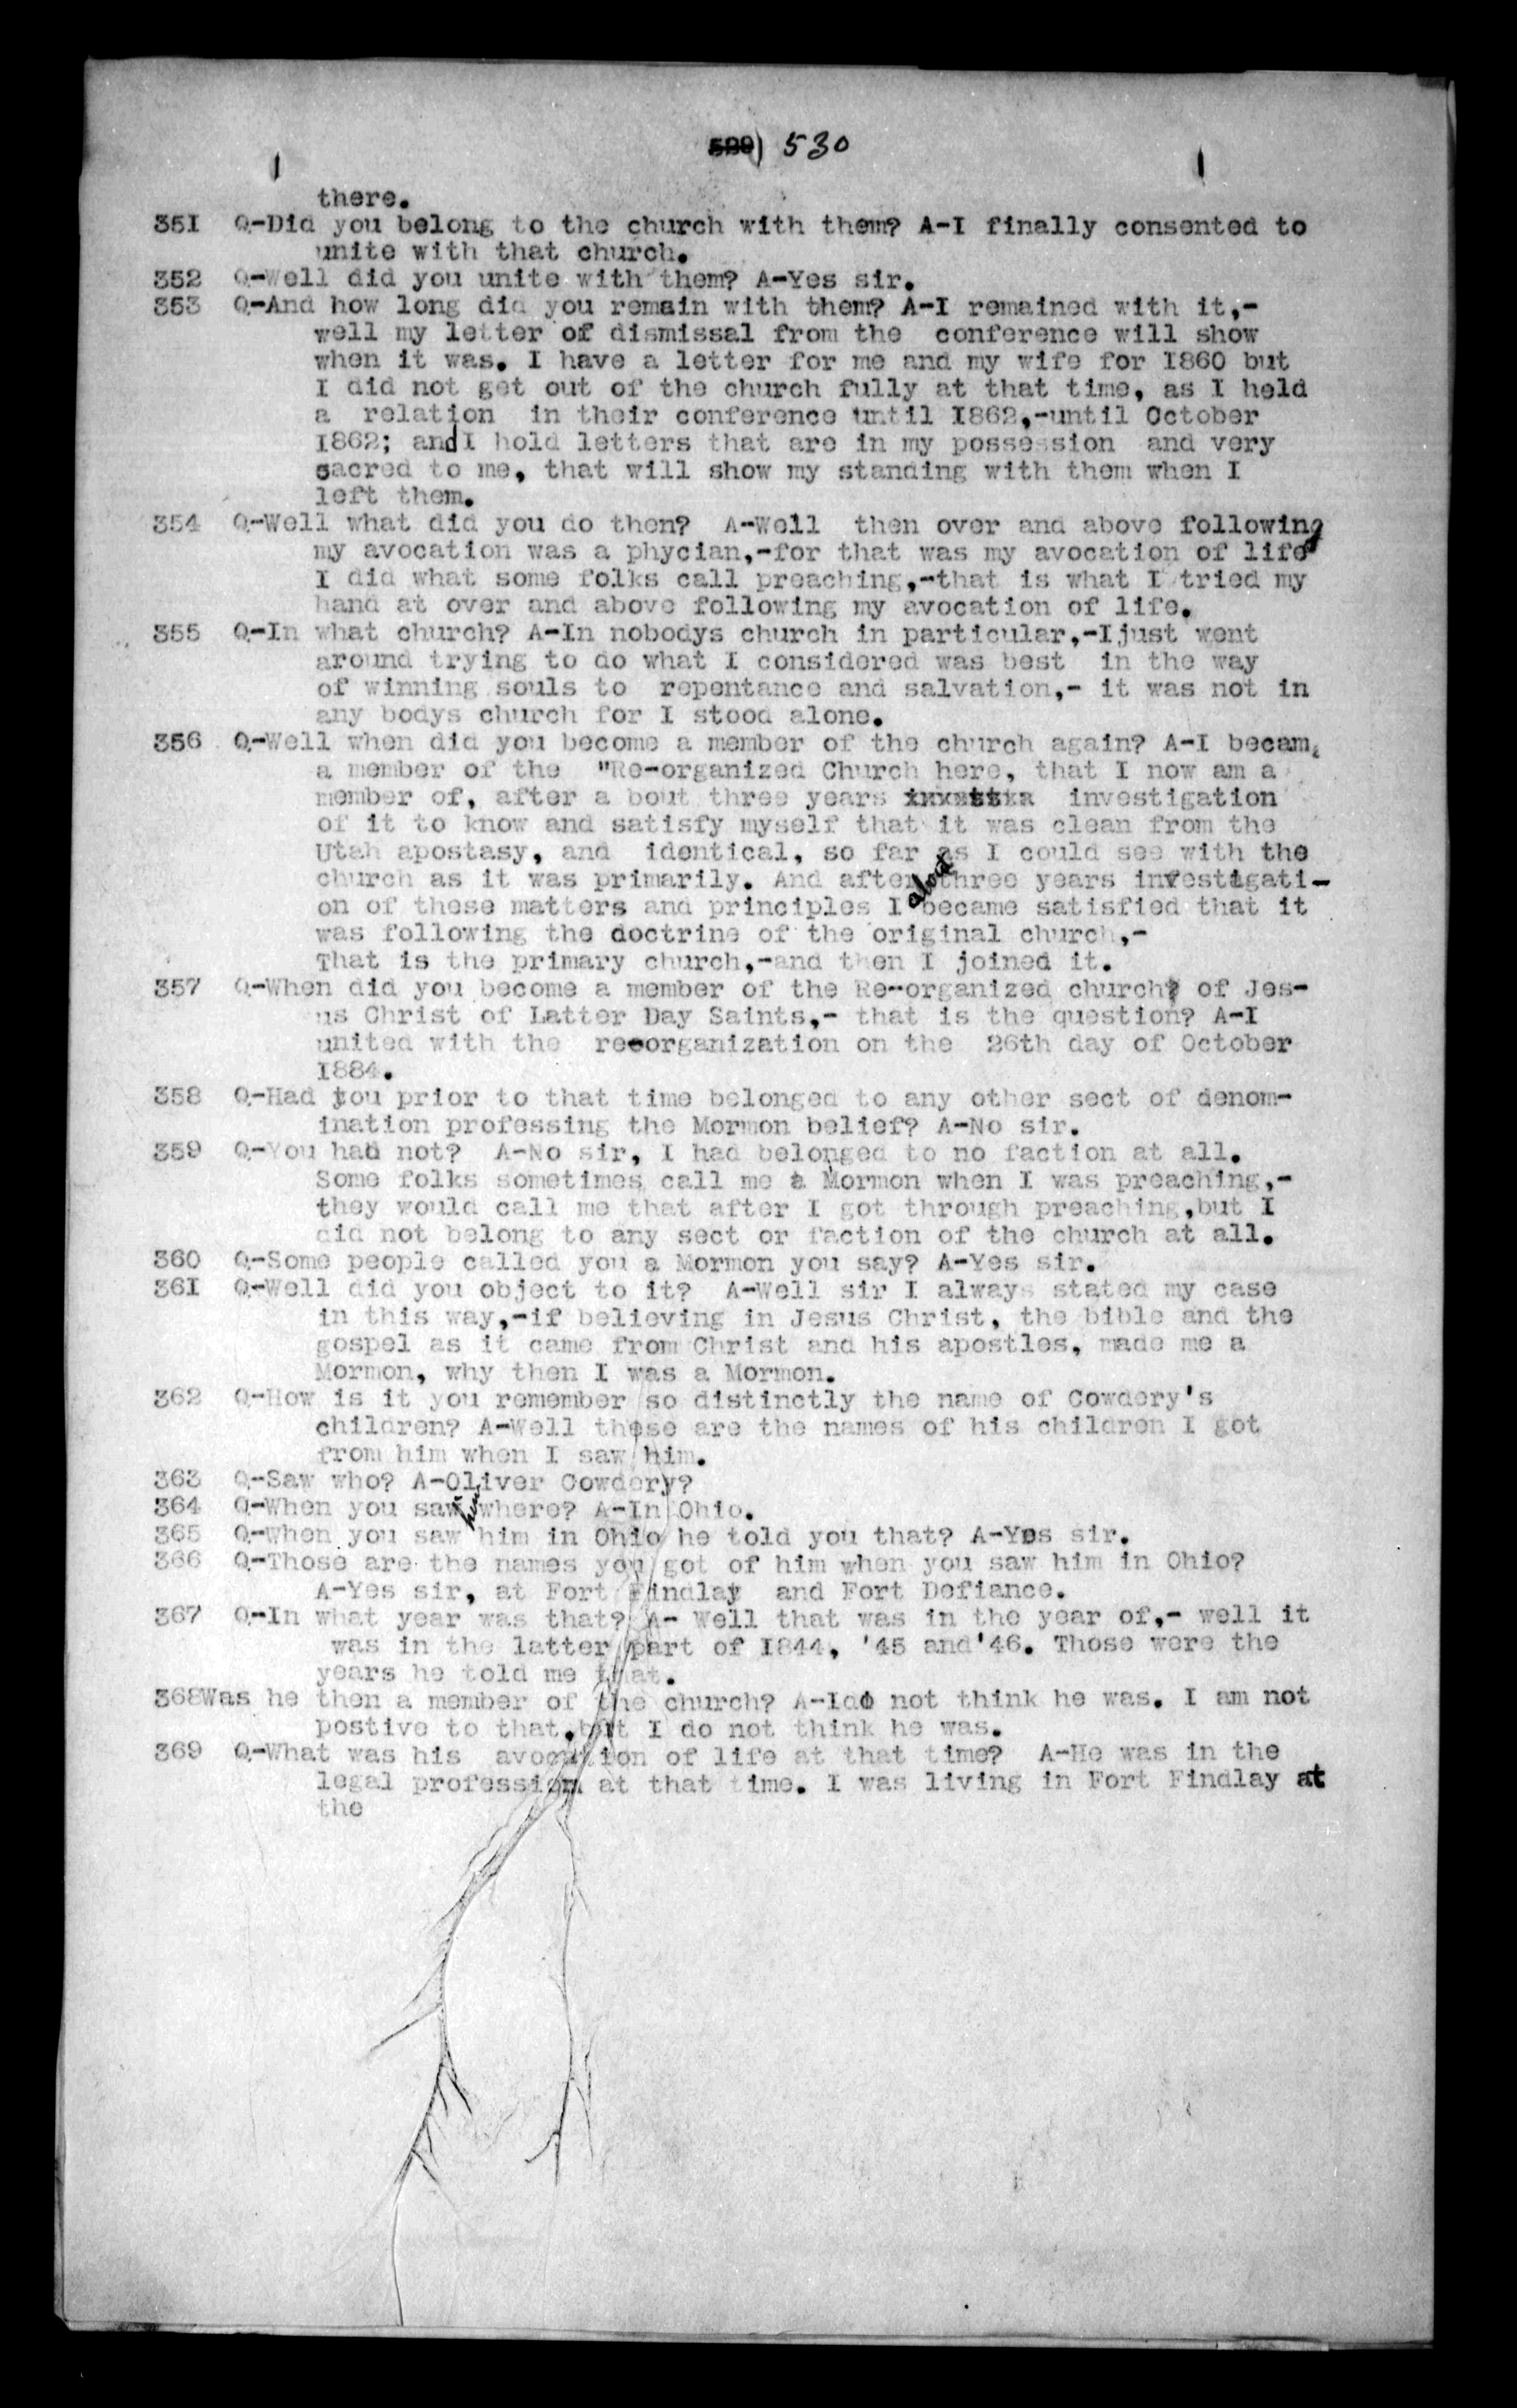 530
there.
351 Q-Did you belong to the church with them? A-I finally consented to
unite with that church.
352 Q-Well did you unite with them? A-Yes sir.
353 Q-And how long did you remain with them? A-I remained with it,-
well my letter of dismissal from the conference will show
when it was. I have a letter for me and my wife for 1860 but
I did not get out of the church fully at that time, as I held
a relation in their conference until 1862,-until October
1862; and I hold letters that are in my possession and very
sacred to me, that will show my standing with them when I
left them.
354 Q-Well what did you do then? A-Well then over and above following
my avocation was a phycian,-for that was my avocation of life
I did what some folks call preaching,-that is what I tried my
hand at over and above following my avocation of life.
355 Q-In what church? A-In nobodys church in particular,-Ijust went
around trying to do what I considered was best in the way
of winning souls to repentance and salvation,- it was not in
any bodys church for I stood alone.
356 Q-Well when did you become a member of the church again? A-I became
a member of the "Re-organized Church here, that I now am a
member of, after a bout three years investigation
of it to know and satisfy myself that it was clean from the
Utah apostasy, and identical, so far as I could see with the
church as it was primarily. And after about three years investigati-
on of these matters and principles I became satisfied that it
was following the doctrine of the original church,-
That is the primary church,-and then I joined it.
357 Q-When did you become a member of the Re-organized church of Jes-
us Christ of Latter Day Saints,- that is the question? A-I
united with the reeorganization on the 26th day of October
1884.
358 Q-Had you prior to that time belonged to any other sect of denom-
ination professing the Mormon belief? A-No sir.
359 Q-You had not? A-No sir, I had belonged to no faction at all.
Some folks sometimes call me a Mormon when I was preaching,-
they would call me that after I got through preaching,but I
did not belong to any sect or faction of the church at all.
360 Q-Some people called you a Mormon you say? A-Yes sir.
361 Q-Well did you object to it? A-Well sir I always stated my case
in this way,-if believing in Jesus Christ, the bible and the
gospel as it came from Christ and his apostles, made me a
Mormon, why then I was a Mormon.
362 Q-How is it you remember so distinctly the name of Cowdery's
children? A-Well these are the names of his children I got
from him when I saw him.
363 Q-Saw who? A-Oliver Cowdery?
364 Q-When you saw him where? A-In Ohio.
365 Q-When you saw him in Ohio he told you that? A-Yes sir.
366 Q-Those are the names you got of him when you saw him in Ohio?
A-Yes sir, at Fort Findlay and Fort Defiance.
367 Q-In what year was that? A- Well that was in the year of,- well it
was in the latter part of 1844, '45 and'46. Those were the
years he told me that.
368Was he then a member of the church? A-Ido not think he was. I am not
postive to that,but I do not think he was.
369 Q-What was his avocation of life at that time? A-He was in the
legal profession at that time. I was living in Fort Findlay at
the